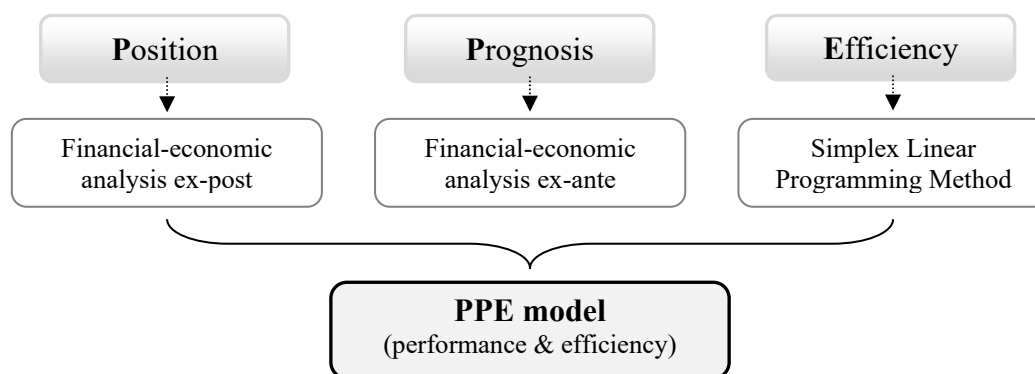 Position
Prognosis
Efficiency
Financial-economic
analysis ex-post
Financial-economic
analysis ex-ante
Simplex Linear
Programming Method
PPE model
(performance & efficiency)